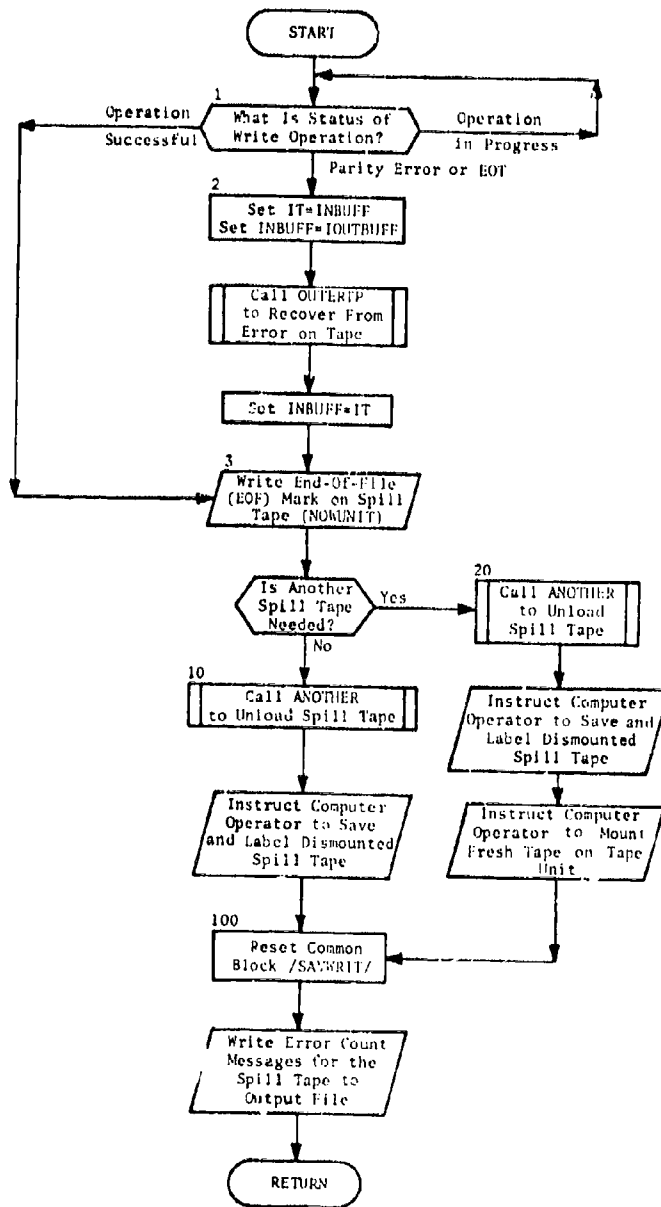 START
1
What Is Status of
Write Operation?
Operation
Successful
Operation
in Progress
Parity Error or EOT
2
Set IT=INBUFF
Set INBUFF=IOUTBUFF
Call OUTERTP
to Recover From
Error on Tape
Set INBUFF=IT
3
Write End-Of-File
(EOF) Mark on Spill
Tape (NOWUNIT)
Is Another
Spill Tape
Needed?
Yes
No
20
Call ANOTHER
to Unload
Spill Tape
10
Call ANOTHER
to Unload Spill Tape
Instruct Computer
Operator to Save and
Label Dismounted
Spill Tape
Instruct Computer
Operator to Save
and Label Dismounted
Spill Tape
Instruct Computer
Operator to Mount
Fresh Tape on Tape
Unit
100
Reset Common
Block /SAVWRIT/
Write Error Count
Messages for the
Spill Tape to
Output File
RETURN